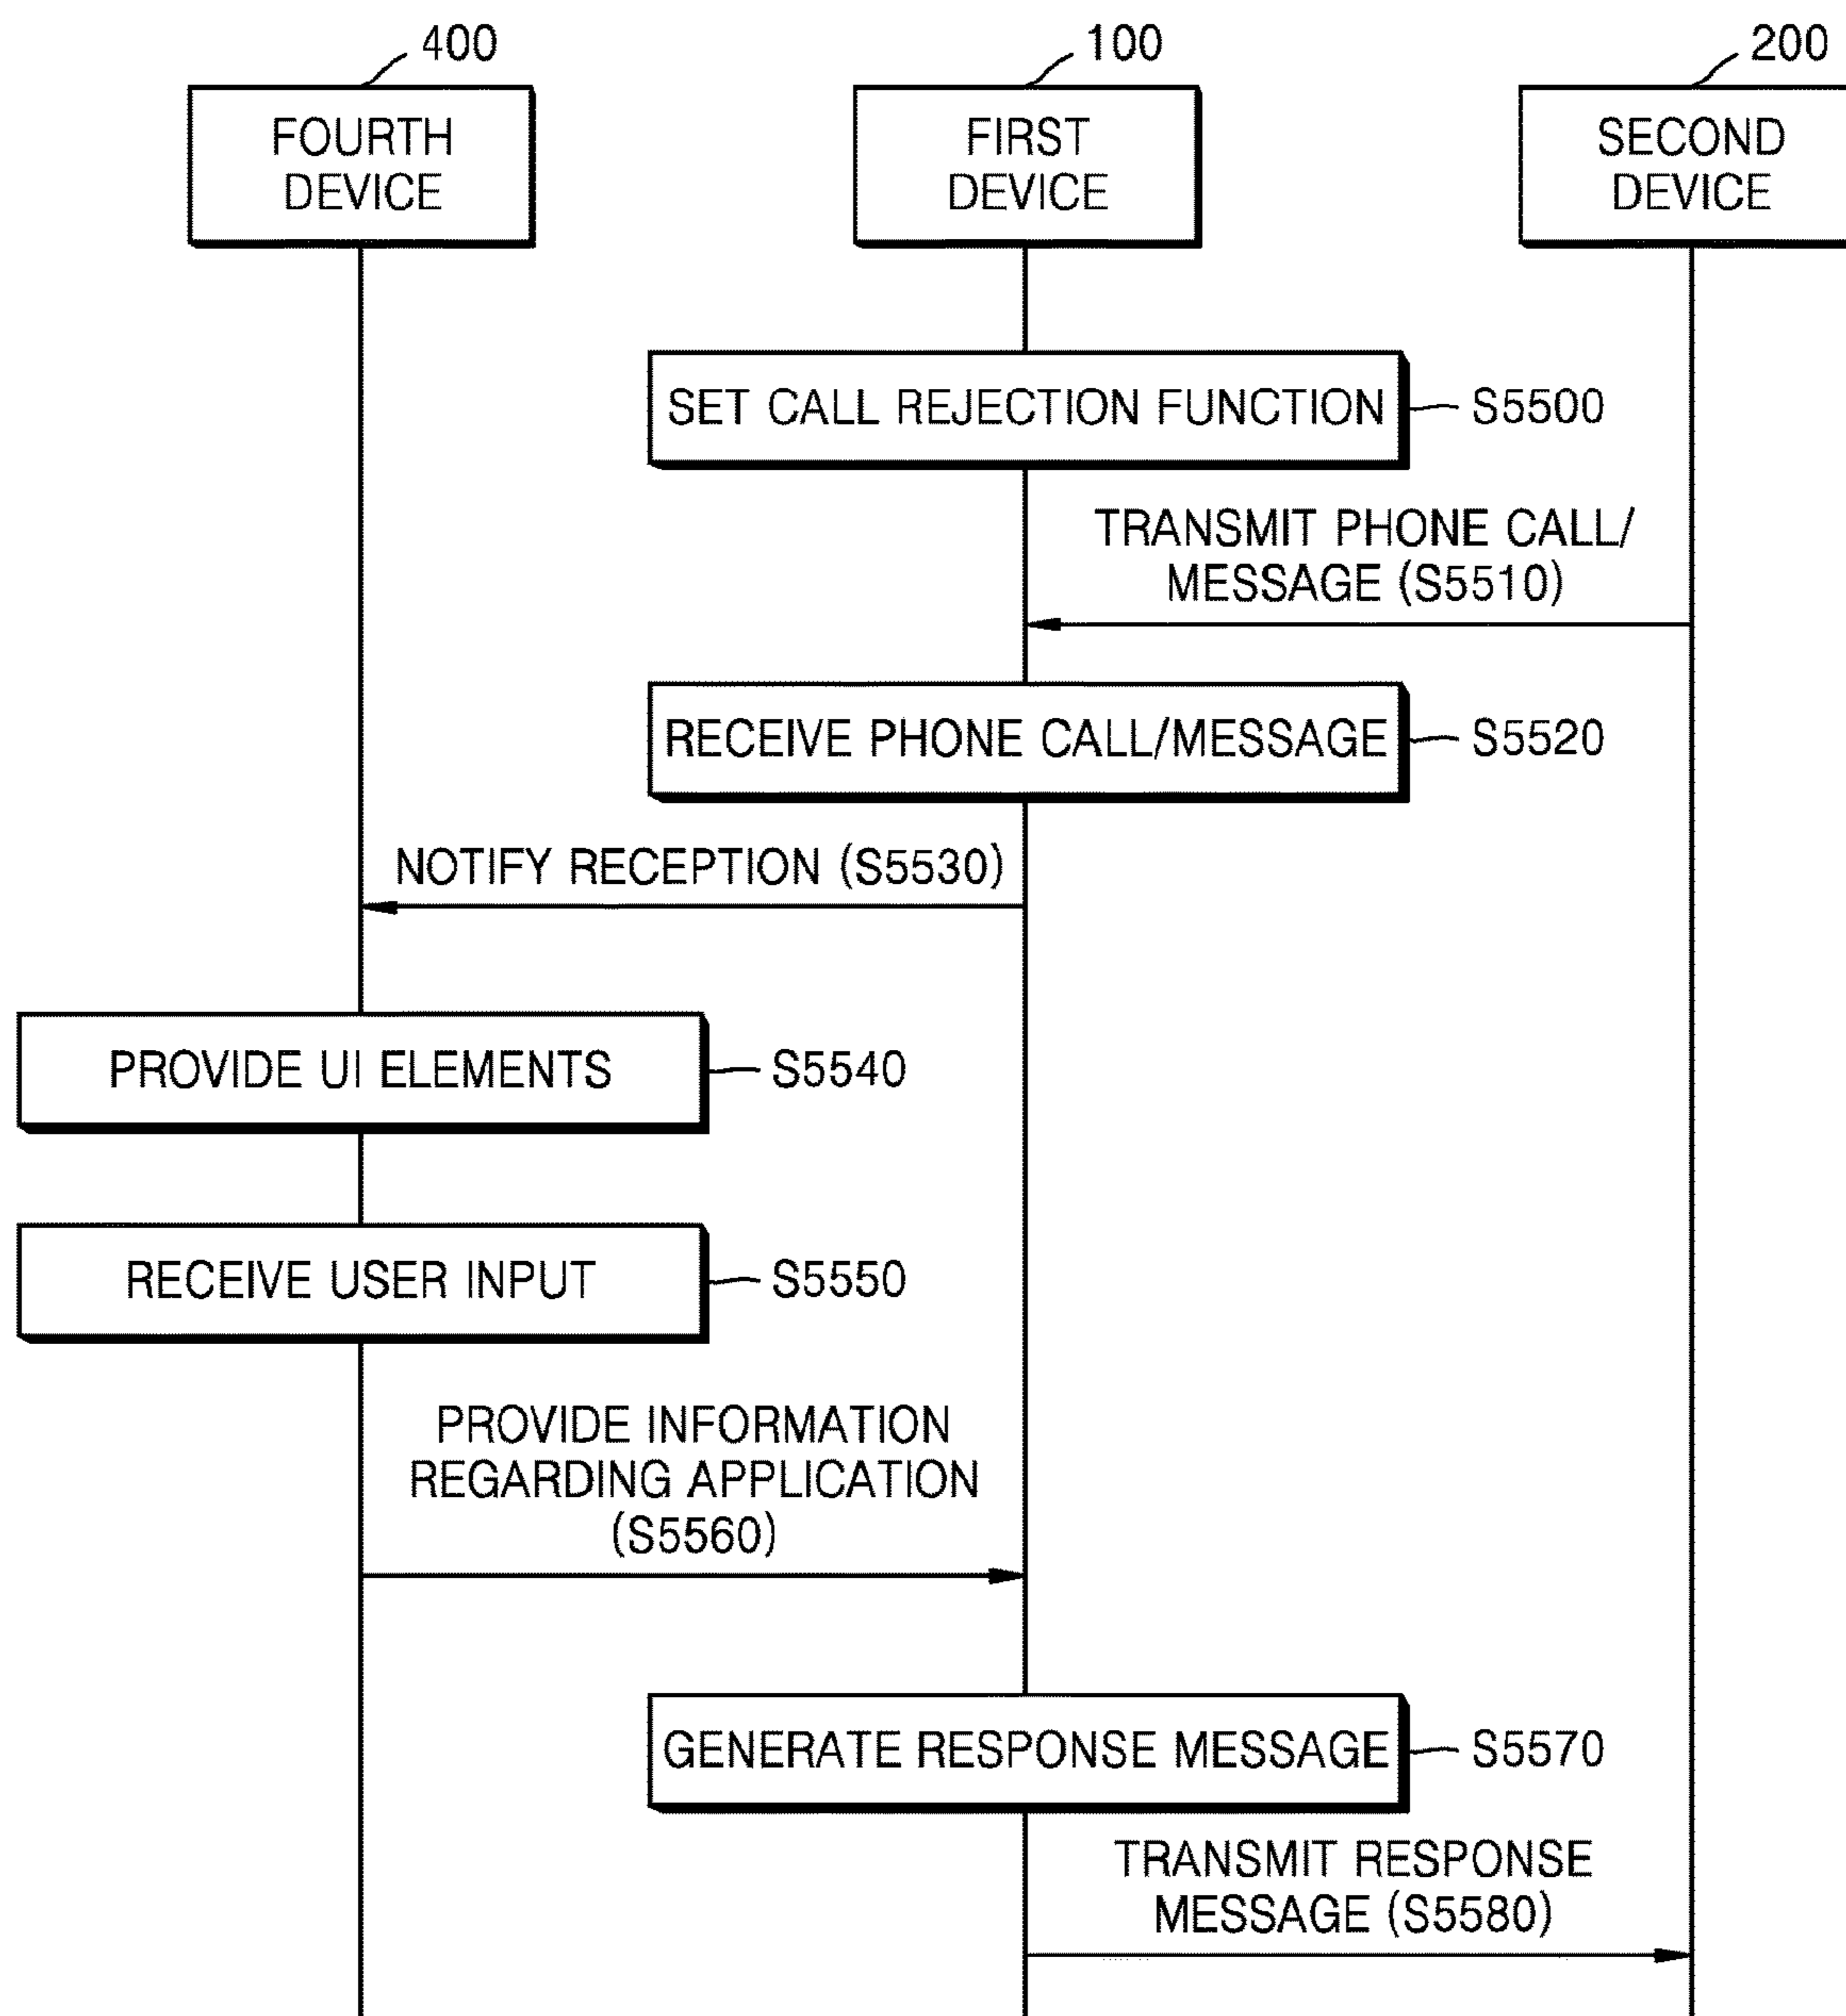 400
100
200
FOURTH
DEVICE
FIRST
DEVICE
SECOND
DEVICE
SET CALL REJECTION FUNCTION
S5500
TRANSMIT PHONE CALL/
MESSAGE (S5510)
RECEIVE PHONE CALL/MESSAGE
S5520
NOTIFY RECEPTION (S5530)
PROVIDE UI ELEMENTS
S5540
RECEIVE USER INPUT
S5550
PROVIDE INFORMATION
REGARDING APPLICATION
(S5560)
GENERATE RESPONSE MESSAGE
S5570
TRANSMIT RESPONSE
MESSAGE (S5580)